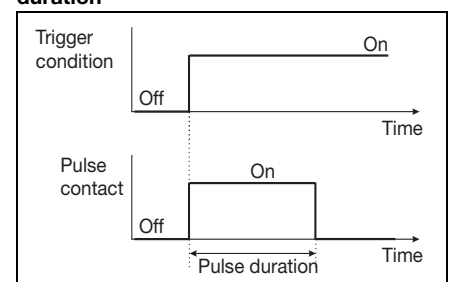 duration
Trigger
condition
On
Off
Time
Pulse
contact
On
Off
Time
Pulse duration